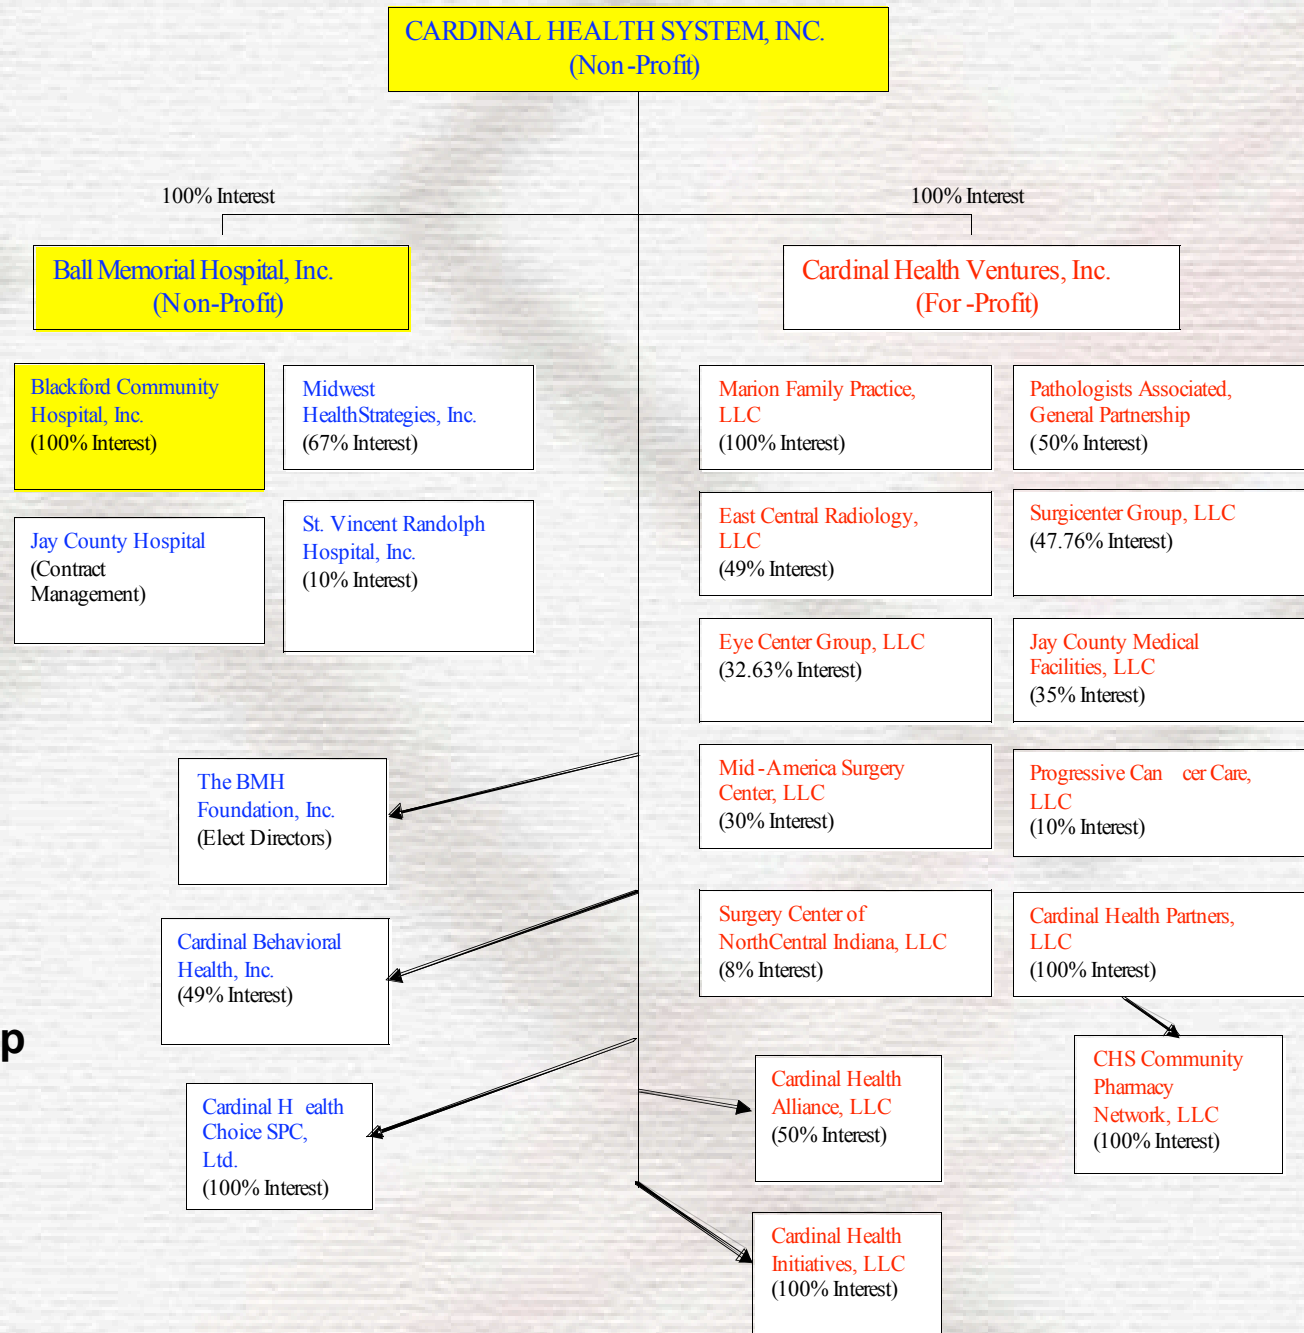 CARDINAL HEALTH SYSTEM, INC.
(Non-Profit)
100% Interest
100% Interest
Ball Memorial Hospital, Inc.
(Non-Profit)
Cardinal Health Ventures, Inc.
(For-Profit)
Blackford Community
Hospital, Inc.
(100% Interest)
Midwest
HealthStrategies, Inc.
(67% Interest)
Jay County Hospital
(Contract
Management)
St. Vincent Randolph
Hospital, Inc.
(10% Interest)
Marion Family Practice,
LLC
(100% Interest)
Pathologists Associated,
General Partnership
(50% Interest)
East Central Radiology,
LLC
(49% Interest)
Surgicenter Group, LLC
(47.76% Interest)
Eye Center Group, LLC
(32.63% Interest)
Jay County Medical
Facilities, LLC
(35% Interest)
Mid-America Surgery
Center, LLC
(30% Interest)
Progressive Can cer Care,
LLC
(10% Interest)
Surgery Center of
NorthCentral Indiana, LLC
(8% Interest)
Cardinal Health Partners,
LLC
(100% Interest)
The BMH
Foundation, Inc.
(Elect Directors)
Cardinal Behavioral
Health, Inc.
(49% Interest)
p
Cardinal H ealth
Choice SPC,
Ltd.
(100% Interest)
Cardinal Health
Alliance, LLC
(50% Interest)
CHS Community
Pharmacy
Network, LLC
(100% Interest)
Cardinal Health
Initiatives, LLC
(100% Interest)